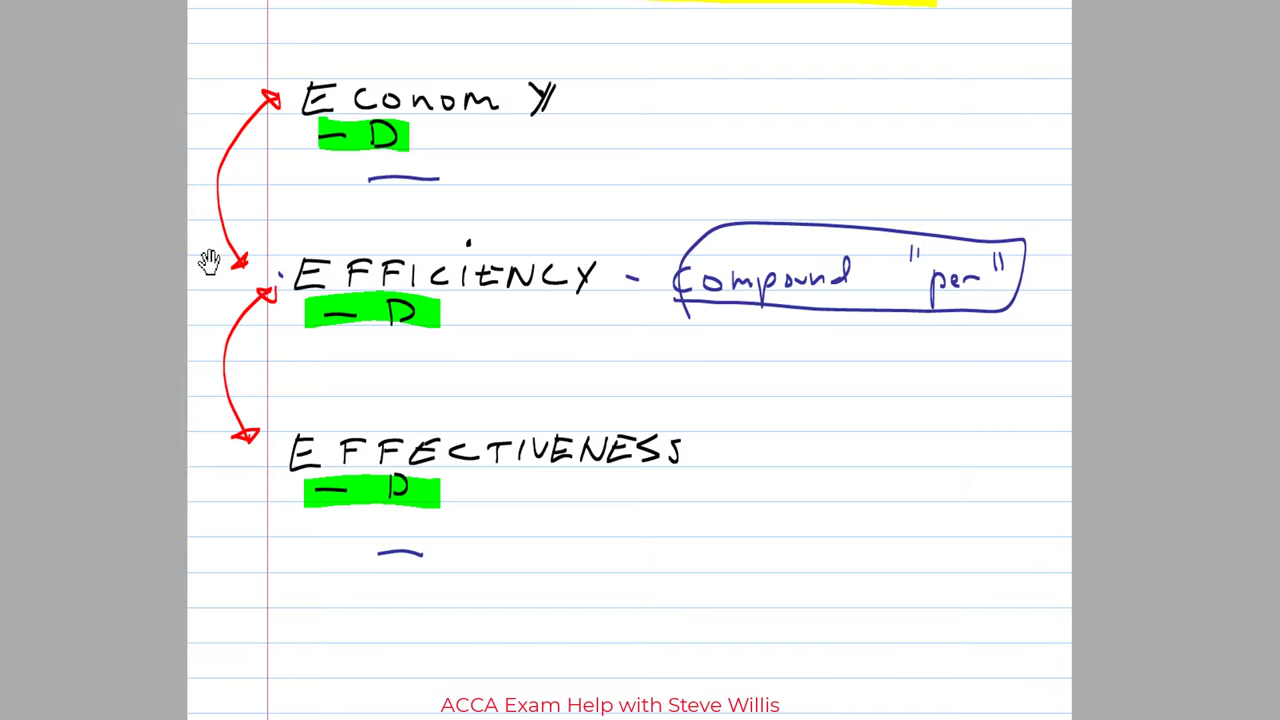 Economy
- D
EFFICIENCY - compound "per"
- D
EFFECTIVENESS
- D
ACCA Exam Help with Steve Willis